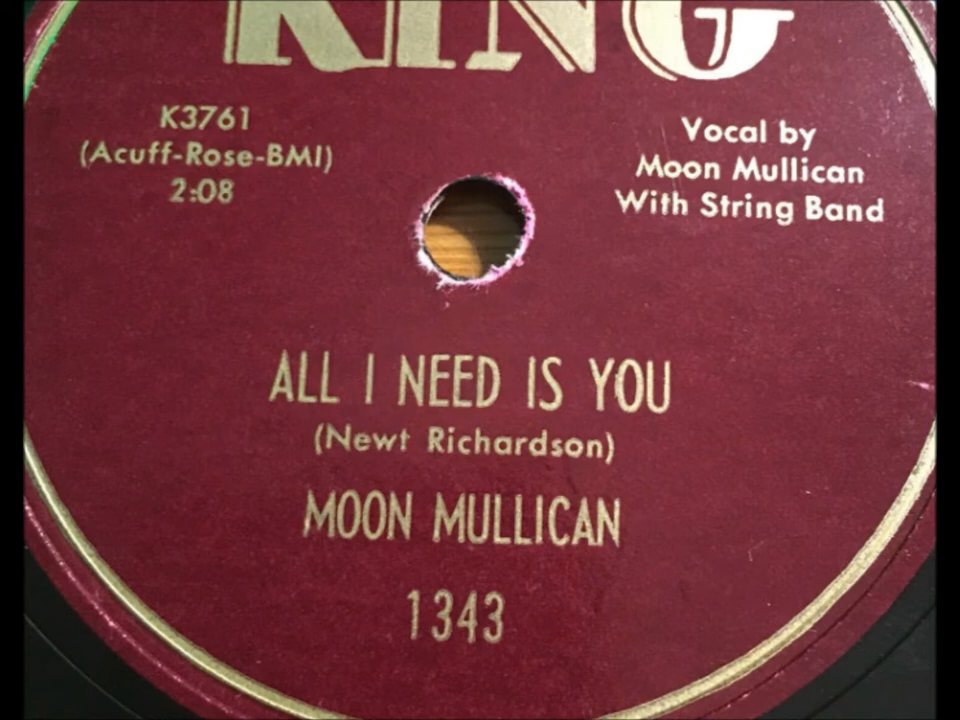 KING
K3761
(Acuff-Rose-BMI)
2:08
Vocal by
Moon Mullican
With String Band
ALL I NEED IS YOU
(Newt Richardson)
MOON MULLICAN
1343